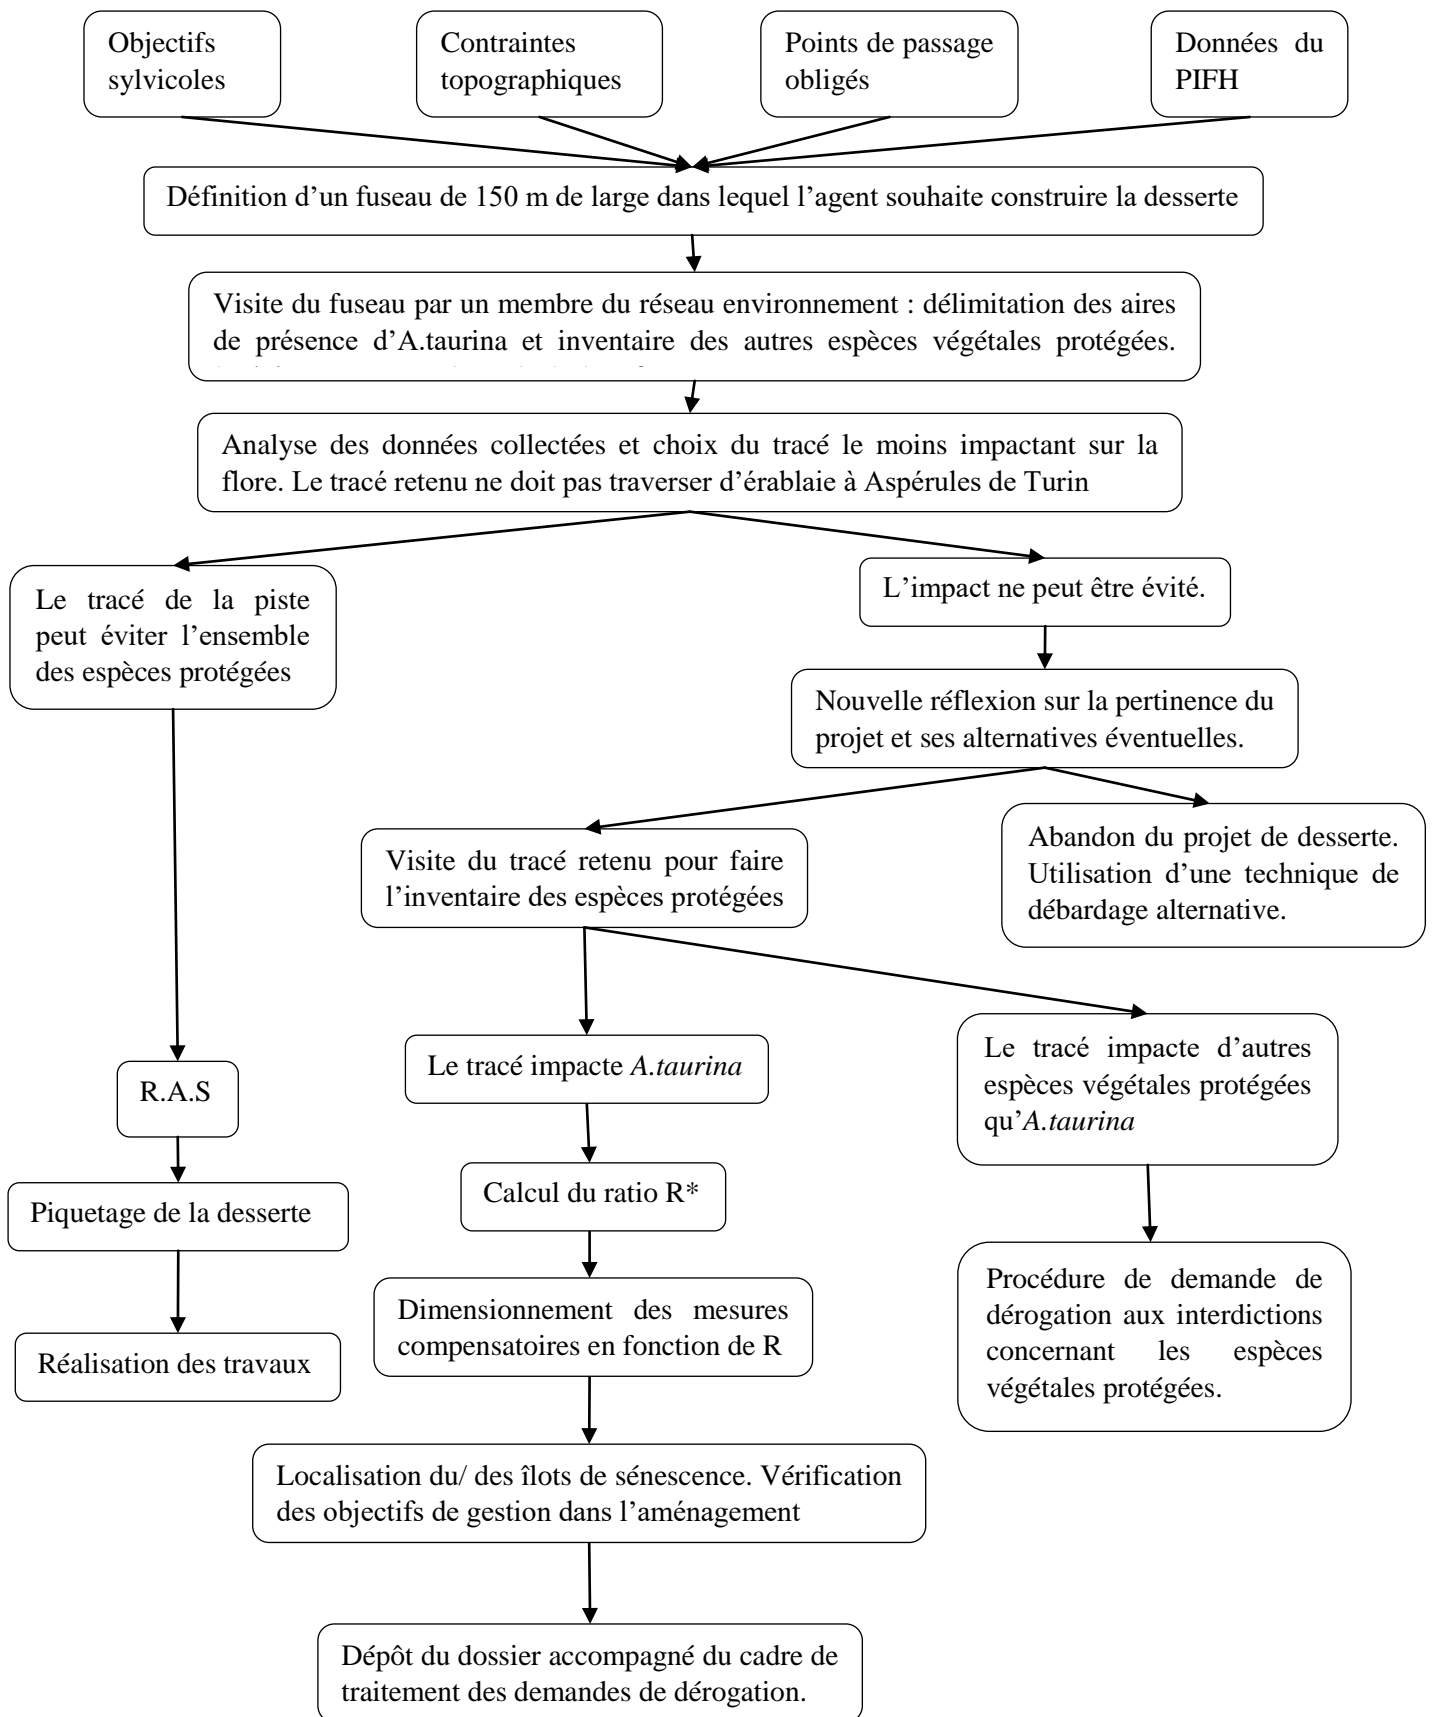 Objectifs
sylvicoles
Contraintes
topographiques
Points de passage
obligés
Données du
PIFH
Définition d’un fuseau de 150 m de large dans lequel l’agent souhaite construire la desserte
Visite du fuseau par un membre du réseau environnement : délimitation des aires
de présence d’A.taurina et inventaire des autres espèces végétales protégées.
Analyse des données collectées et choix du tracé le moins impactant sur la
flore. Le tracé retenu ne doit pas traverser d’érablaie à Aspérules de Turin
Le tracé de la piste
peut éviter l’ensemble
des espèces protégées
L’impact ne peut être évité.
Nouvelle réflexion sur la pertinence du
projet et ses alternatives éventuelles.
Visite du tracé retenu pour faire
l’inventaire des espèces protégées
Abandon du projet de desserte.
Utilisation d’une technique de
débardage alternative.
Le tracé impacte A.taurina
Le tracé impacte d’autres
espèces végétales protégées
qu’A.taurina
R.A.S
Calcul du ratio R*
Piquetage de la desserte
Procédure de demande de
dérogation aux interdictions
concernant les espèces
végétales protégées.
Dimensionnement des mesures
compensatoires en fonction de R
Réalisation des travaux
Localisation du/ des îlots de sénescence. Vérification
des objectifs de gestion dans l’aménagement
Dépôt du dossier accompagné du cadre de
traitement des demandes de dérogation.